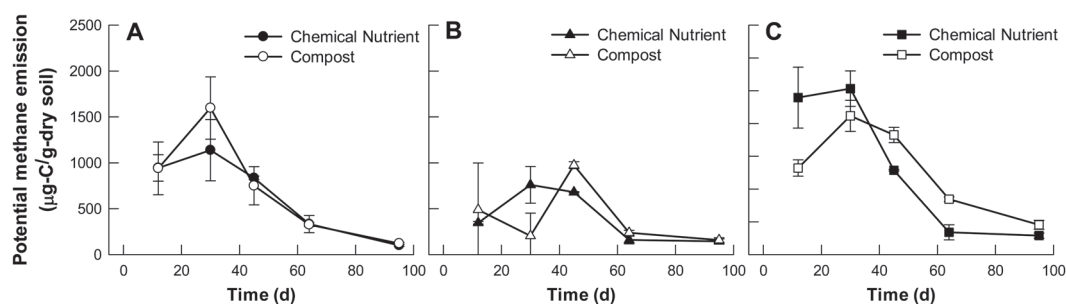 Potential methane emission
(µg-C/g-dry soil)
2500
2000
1500
1000
500
0
A
Chemical Nutrient
Compost
0 20 40 60 80 100
Time (d)
B
Chemical Nutrient
Compost
0 20 40 60 80 100
Time (d)
C
Chemical Nutrient
Compost
0 20 40 60 80 100
Time (d)